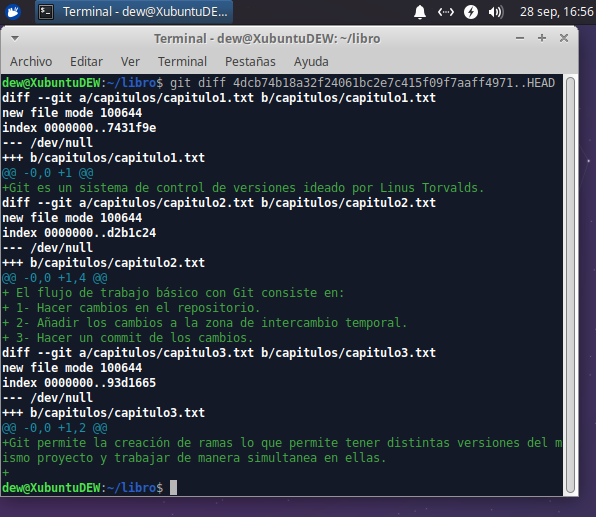 Terminal - dew@XubuntuDE...
28 sep, 16:56
Terminal - dew@XubuntuDEW: ~/libro
Archivo Editar Ver Terminal Pestañas Ayuda
dew@XubuntuDEW:~/libro$ git diff 4dcb74b18a32f24061bc2e7c415f09f7aaff4971..HEAD
diff --git a/capitulos/capitulo1.txt b/capitulos/capitulo1.txt
new file mode 100644
index 0000000..7431f9e
--- /dev/null
+++ b/capitulos/capitulo1.txt
@@ -0,0 +1 @@
+Git es un sistema de control de versiones ideado por Linus Torvalds.
diff --git a/capitulos/capitulo2.txt b/capitulos/capitulo2.txt
new file mode 100644
index 0000000..d2b1c24
--- /dev/null
+++ b/capitulos/capitulo2.txt
@@ -0,0 +1,4 @@
+ El flujo de trabajo básico con Git consiste en:
+ 1- Hacer cambios en el repositorio.
+ 2- Añadir los cambios a la zona de intercambio temporal.
+ 3- Hacer un commit de los cambios.
diff --git a/capitulos/capitulo3.txt b/capitulos/capitulo3.txt
new file mode 100644
index 0000000..93d1665
--- /dev/null
+++ b/capitulos/capitulo3.txt
@@ -0,0 +1,2 @@
+Git permite la creación de ramas lo que permite tener distintas versiones del m
ismo proyecto y trabajar de manera simultanea en ellas.
+
dew@XubuntuDEW:~/libro$